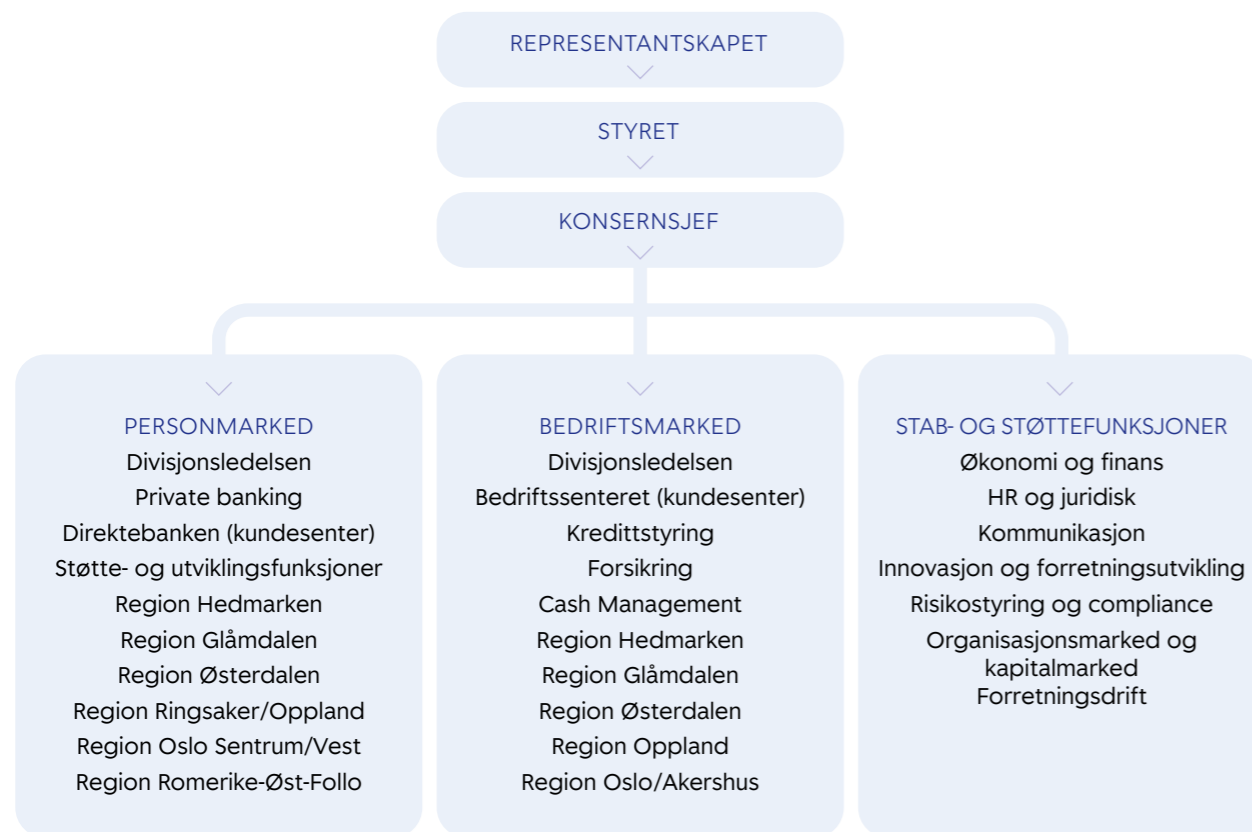 REPRESENTANTSKAPET
STYRET
KONSERNSJEF
PERSONMARKED
Divisjonsledelsen
Private banking
Direktebanken (kundesenter)
Støtte- og utviklingsfunksjoner
Region Hedmarken
Region Glåmdalen
Region Østerdalen
Region Ringsaker/Oppland
Region Oslo Sentrum/Vest
Region Romerike-Øst-Follo
BEDRIFTSMARKED
Divisjonsledelsen
Bedriftssenteret (kundesenter)
Kredittstyring
Forsikring
Cash Management
Region Hedmarken
Region Glåmdalen
Region Østerdalen
Region Oppland
Region Oslo/Akershus
STAB- OG STØTTEFUNKSJONER
Økonomi og finans
HR og juridisk
Kommunikasjon
Innovasjon og forretningsutvikling
Risikostyring og compliance
Organisasjonsmarked og
kapitalmarked
Forretningsdrift